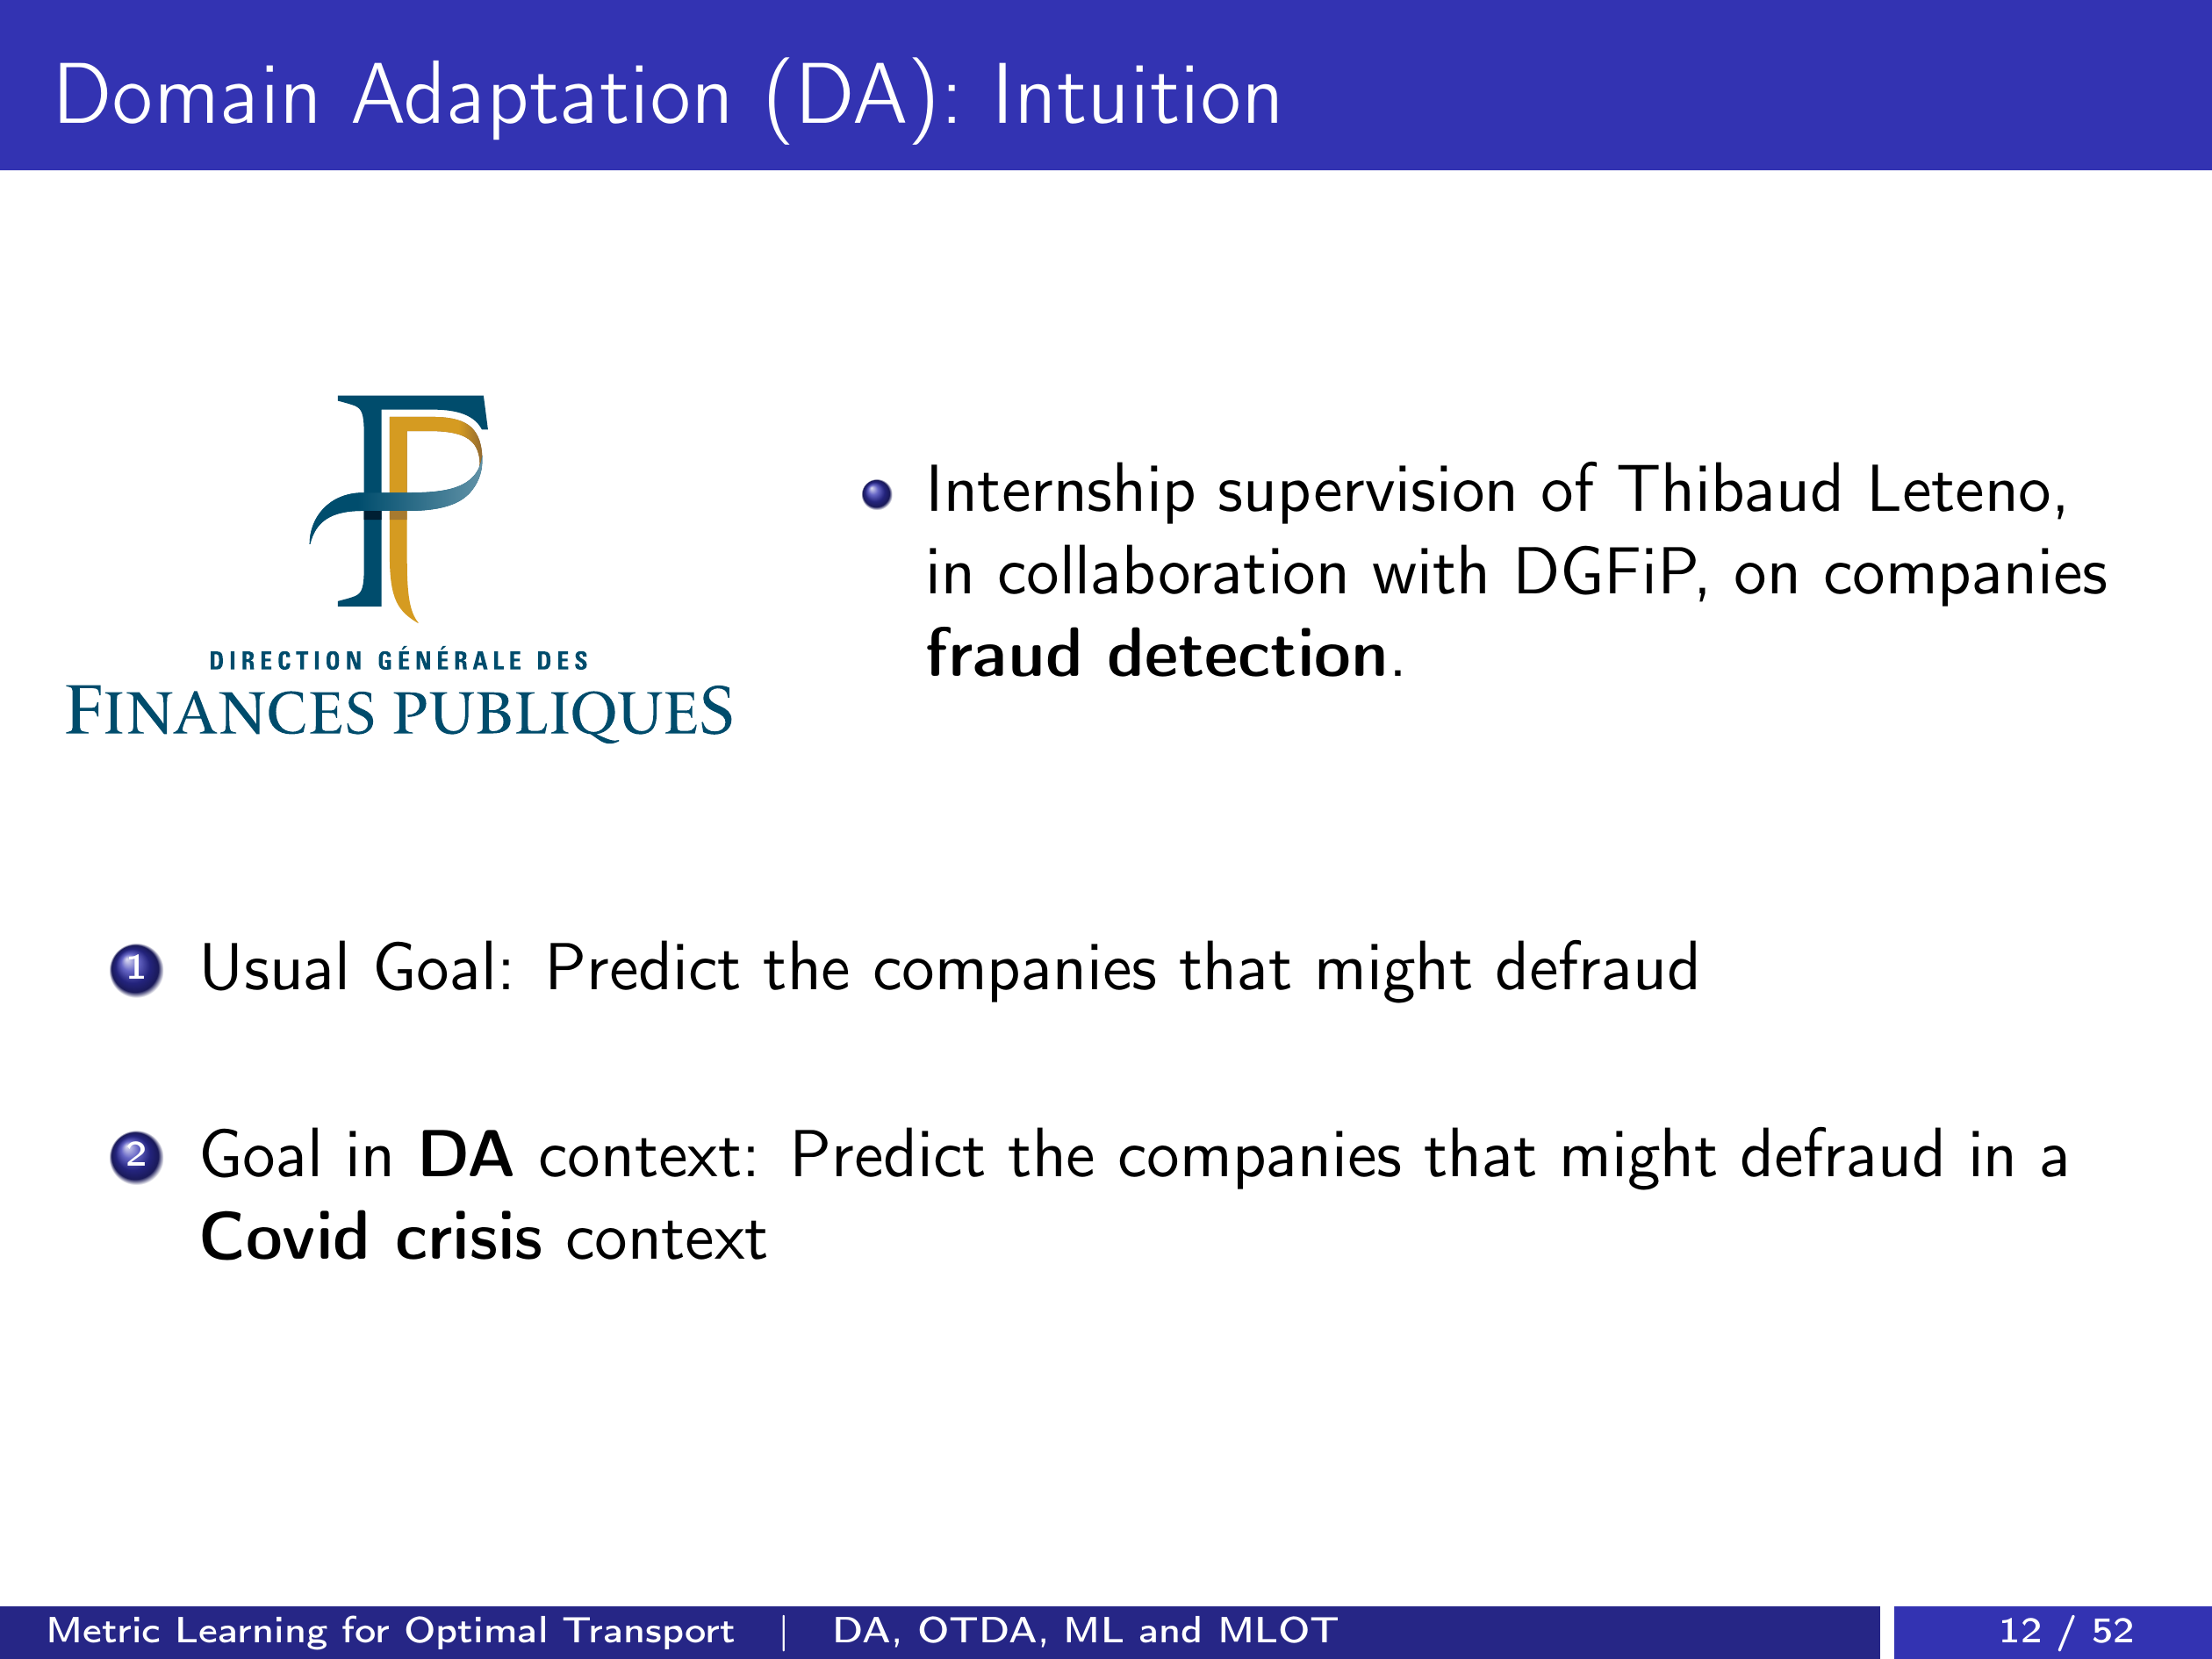 Domain Adaptation (DA): Intuition
FP
DIRECTION GÉNÉRALE DES
FINANCES PUBLIQUES
Internship supervision of Thibaud Leteno,
in collaboration with DGFiP, on companies
fraud detection.
1 Usual Goal: Predict the companies that might defraud
2 Goal in DA context: Predict the companies that might defraud in a
Covid crisis context
Metric Learning for Optimal Transport | DA, OTDA, ML and MLOT 12 / 52